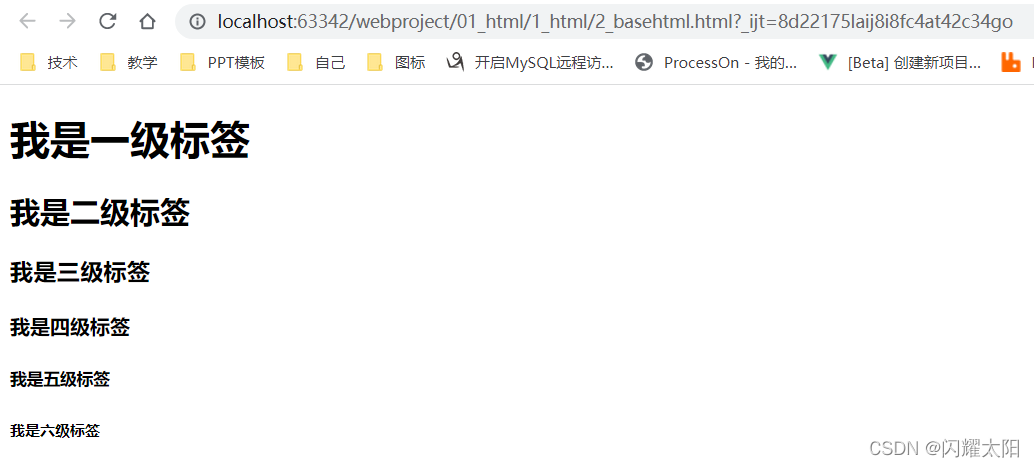 localhost:63342/webproject/01_html/1_html/2_basehtml.html?_ijt=8d22175laij8i8fc4at42c34go
技术 教学 PPT模板 自己 图标 开启MySQL远程访... ProcessOn - 我的... [Beta] 创建新项目...
我是一级标签
我是二级标签
我是三级标签
我是四级标签
我是五级标签
我是六级标签
CSDN @闪耀太阳